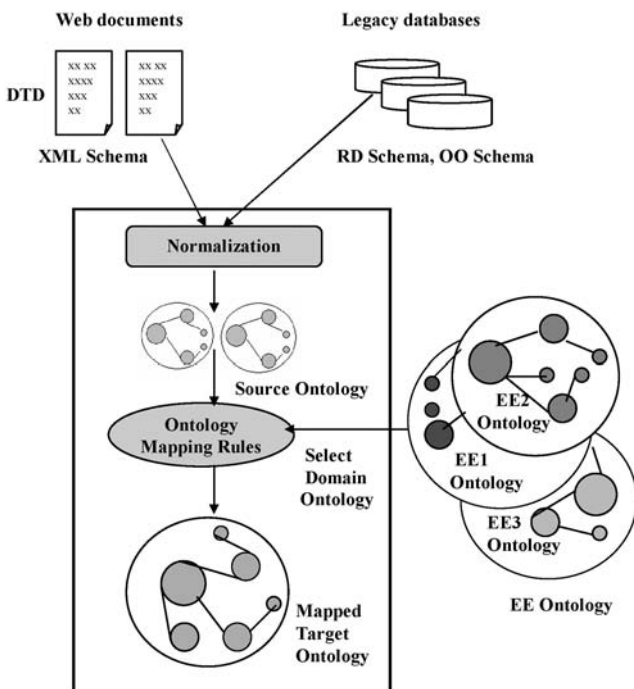 Web documents
Legacy databases
DTD
xx xx
xxxx
xxx
xx
xx xx
xxxx
xxx
xx
XML Schema
RD Schema, OO Schema
Normalization
Source Ontology
Ontology
Mapping Rules
Select
Domain
Ontology
EE2
Ontology
EE1
Ontology
EE3
Ontology
EE Ontology
Mapped
Target
Ontology